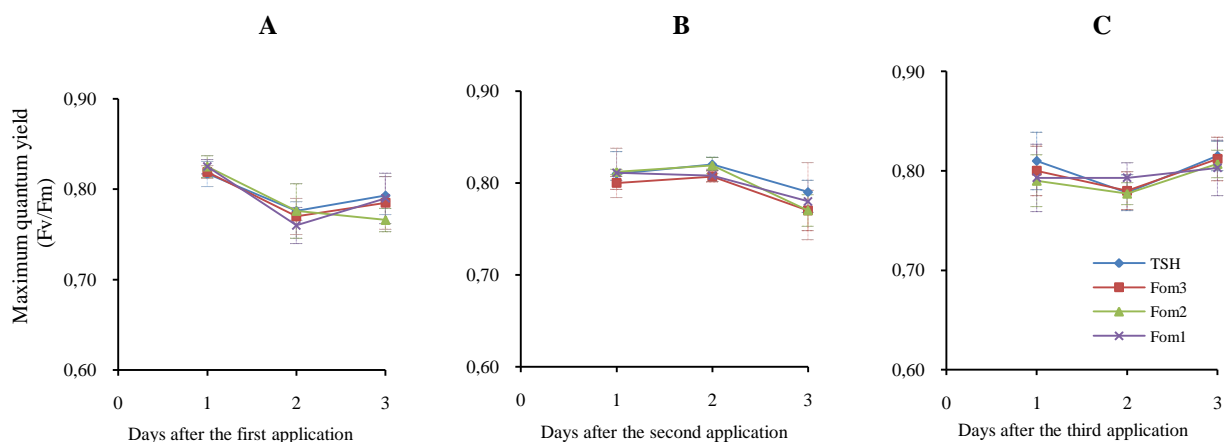 A
B
C
Maximum quantum yield
(Fv/Fm)
0,90
0,80
0,70
0,60
0
1
2
3
Days after the first application
0,90
0,80
0,70
0,60
0
1
2
3
Days after the second application
0,90
0,80
0,70
0,60
0
1
2
3
Days after the third application
TSH
Fom3
Fom2
Fom1